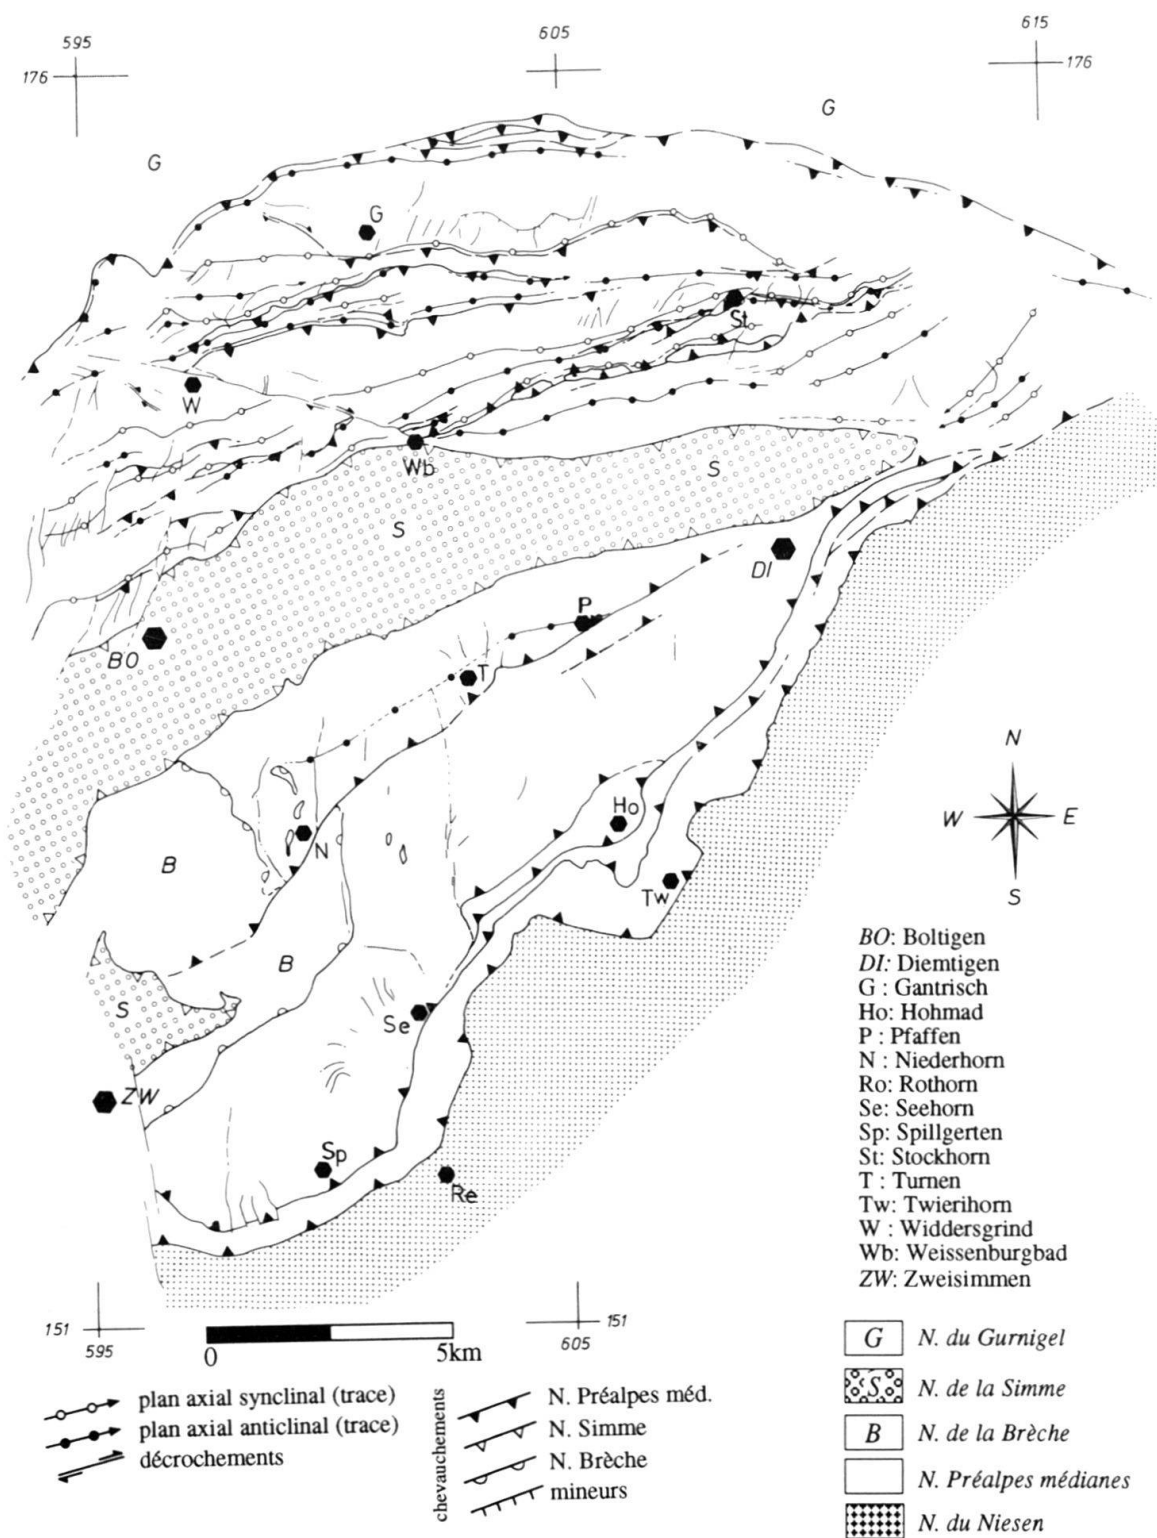 595
605
615
176
176
G
G
G
St
W
Wb
S
S
DI
P
BO
T
N
Ho
B
N
W
E
S
Tw
B
S
Se
ZW
Sp
Re
BO: Boltigen
DI: Diemtigen
G : Gantrisch
Ho: Hohmad
P : Pfaffen
N : Niederhorn
Ro: Rothorn
Se: Seehorn
Sp: Spillgerten
St: Stockhorn
T : Turnen
Tw: Twierihorn
W : Widdersgrind
Wb: Weissenburgbad
ZW: Zweisimmen
151
595
605
151
0
5km
plan axial synclinal (trace)
plan axial anticlinal (trace)
décrochements
chevauchements
N. Préalpes méd.
N. Simme
N. Brèche
mineurs
G N. du Gurnigel
S N. de la Simme
B N. de la Brèche
N. Préalpes médianes
N. du Niesen